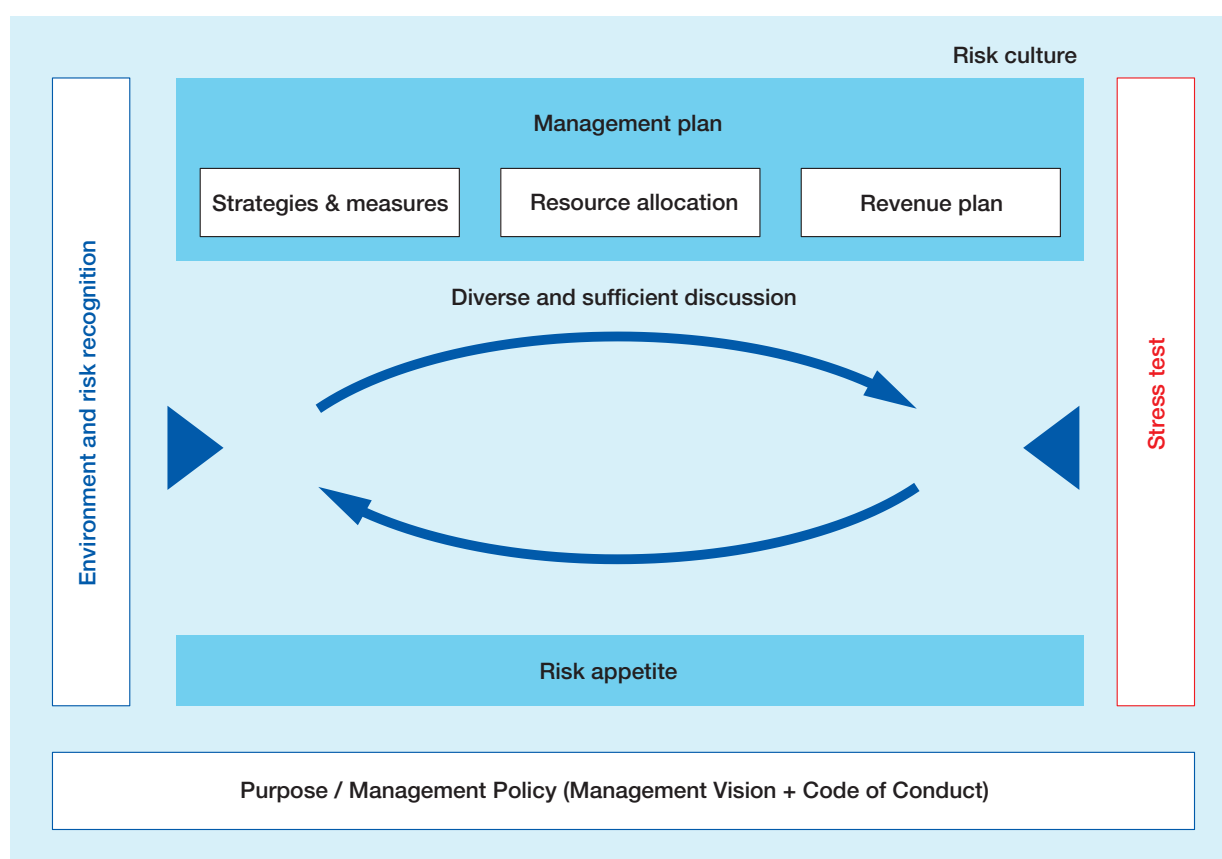 Risk culture
Management plan
Strategies & measures
Resource allocation
Revenue plan
Environment and risk recognition
Diverse and sufficient discussion
Stress test
Risk appetite
Purpose / Management Policy (Management Vision + Code of Conduct)